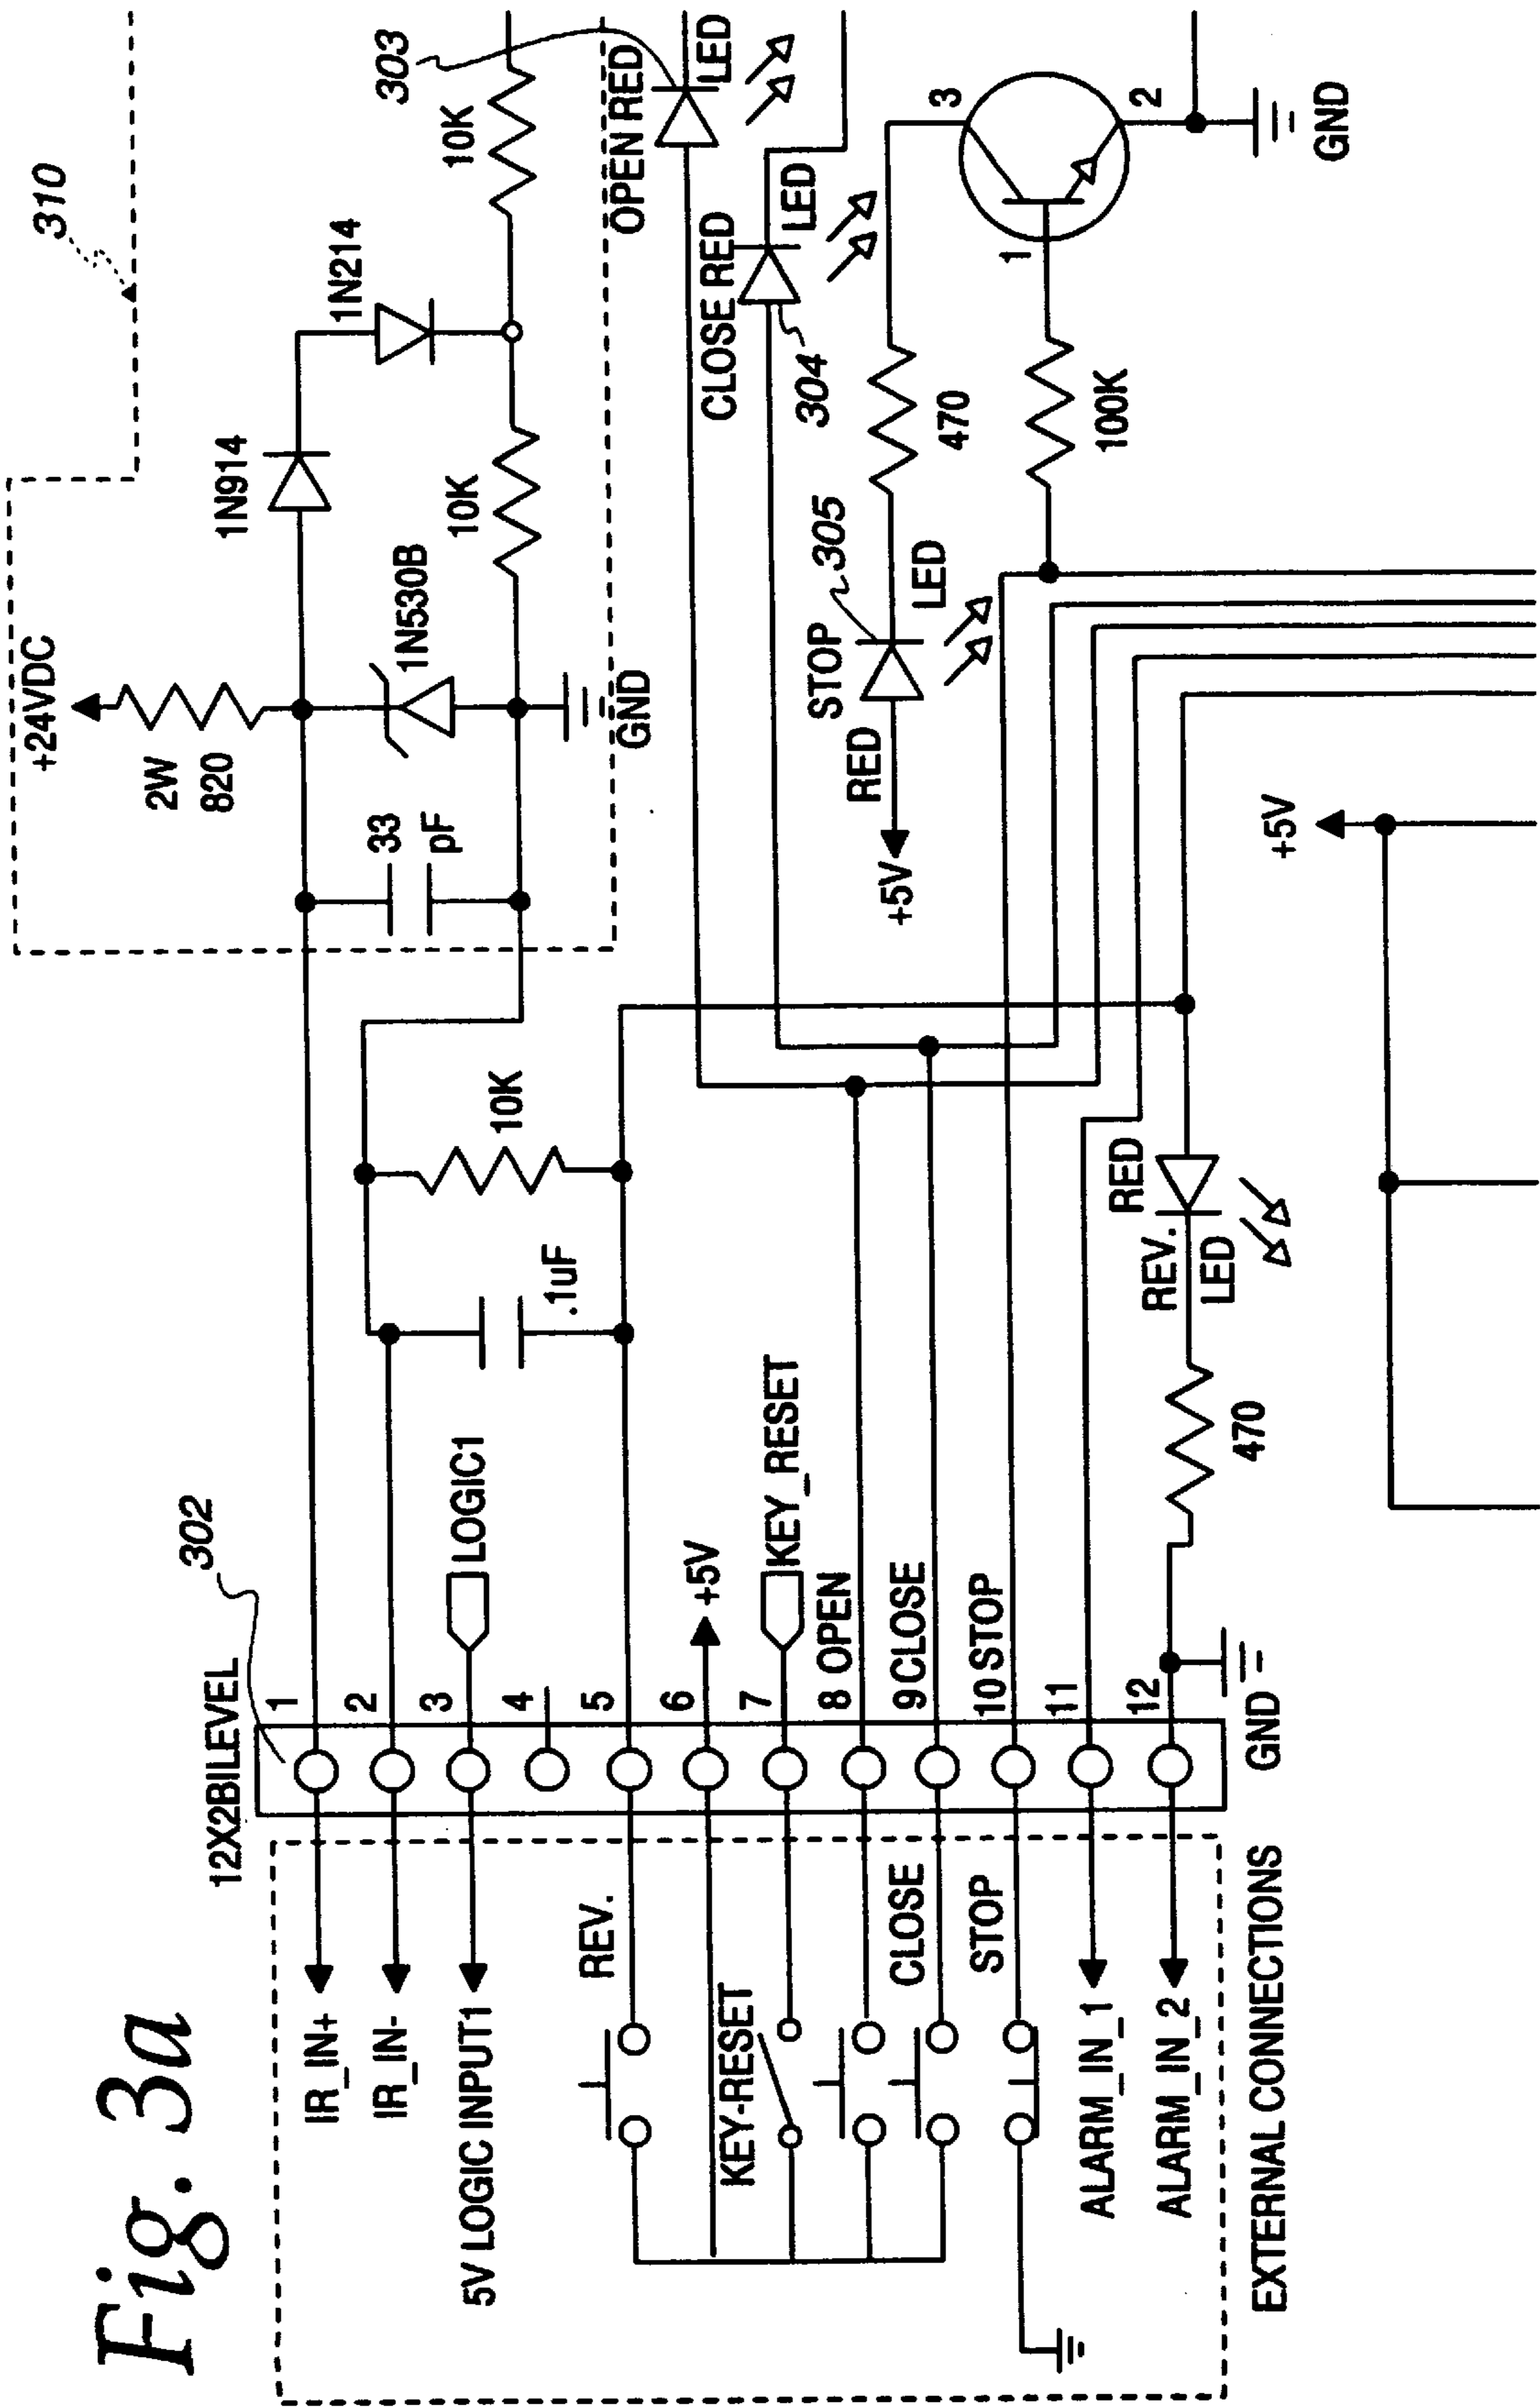 Fig. 3a
310
303
302
12X2BILEVEL
+24VDC
2W
820
33
pF
1N914
1N214
1N530B
10K
10K
GND
OPEN RED
LED
CLOSE RED
LED
304
3
2
1
GND
470
100K
STOP
305
RED
LED
+5V
+5V
10K
.1uF
LOGIC1
+5V
KEY_RESET
RED
REV.
LED
470
GND
1
2
3
4
5
6
7
8 OPEN
9 CLOSE
10 STOP
11
12
IR_IN+
IR_IN-
5V LOGIC INPUT1
REV.
KEY-RESET
CLOSE
STOP
ALARM_IN_1
ALARM_IN_2
EXTERNAL CONNECTIONS